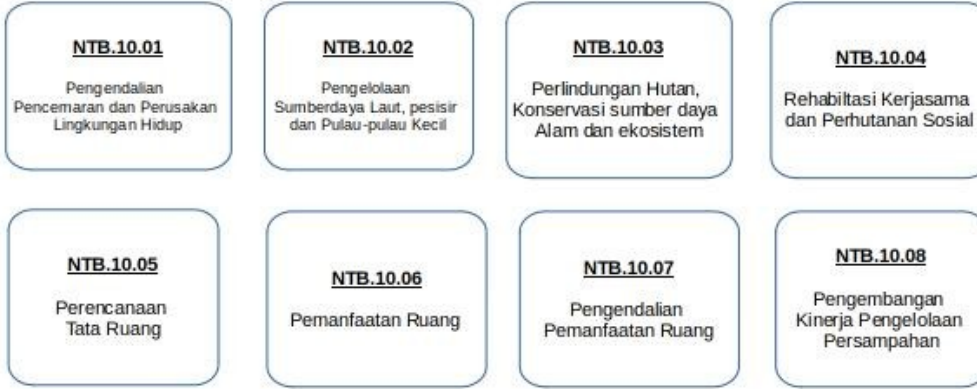 NTB.10.01
Pengendalian
Pencemaran dan Perusakan
Lingkungan Hidup
NTB.10.02
Pengelolaan
Sumberdaya Laut, pesisir
dan Pulau-pulau Kecil
NTB.10.03
Perlindungan Hutan,
Konservasi sumber daya
Alam dan ekosistem
NTB.10.04
Rehabiltasi Kerjasama
dan Perhutanan Sosial
NTB.10.05
Perencanaan
Tata Ruang
NTB.10.06
Pemanfaatan Ruang
NTB.10.07
Pengendalian
Pemanfaatan Ruang
NTB.10.08
Pengembangan
Kinerja Pengelolaan
Persampahan